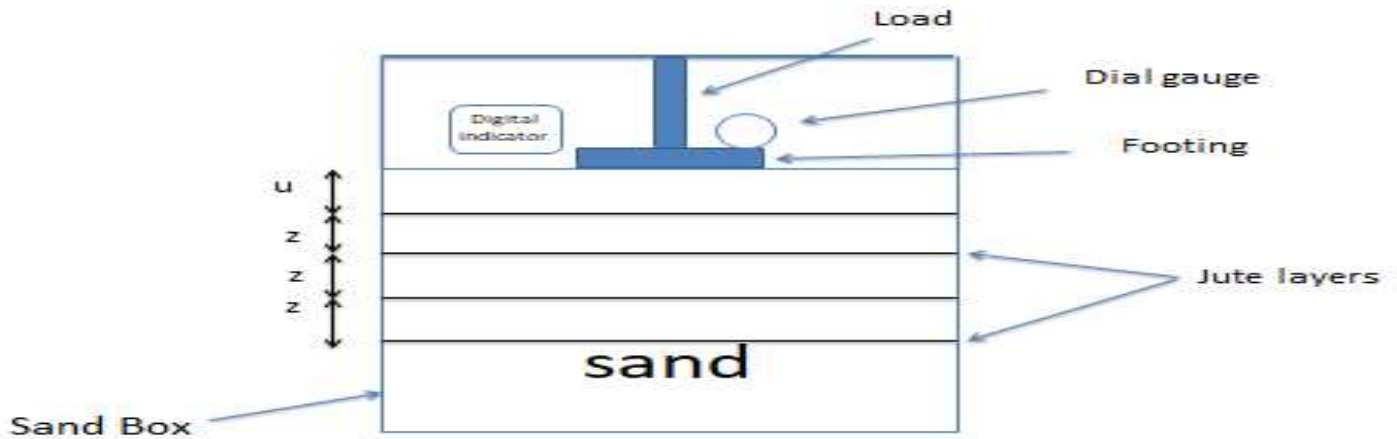 Load
Dial gauge
Digital
indicator
Footing
u
z
z
z
Jute layers
sand
Sand Box